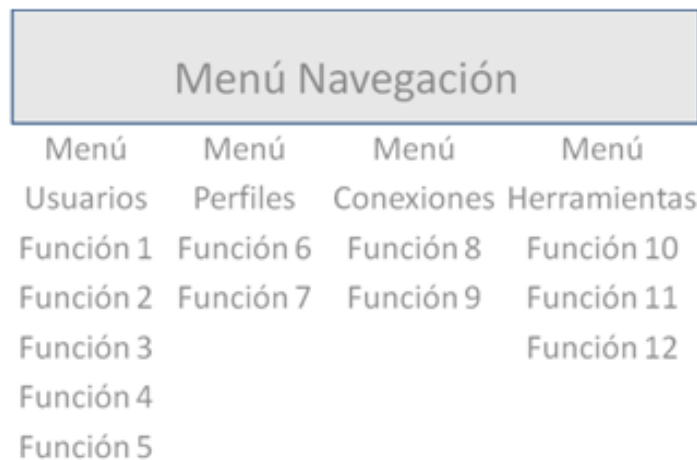 Menú Navegación
Menú Menú Menú Menú
Usuarios Perfiles Conexiones Herramientas
Función 1 Función 6 Función 8 Función 10
Función 2 Función 7 Función 9 Función 11
Función 3 Función 12
Función 4
Función 5